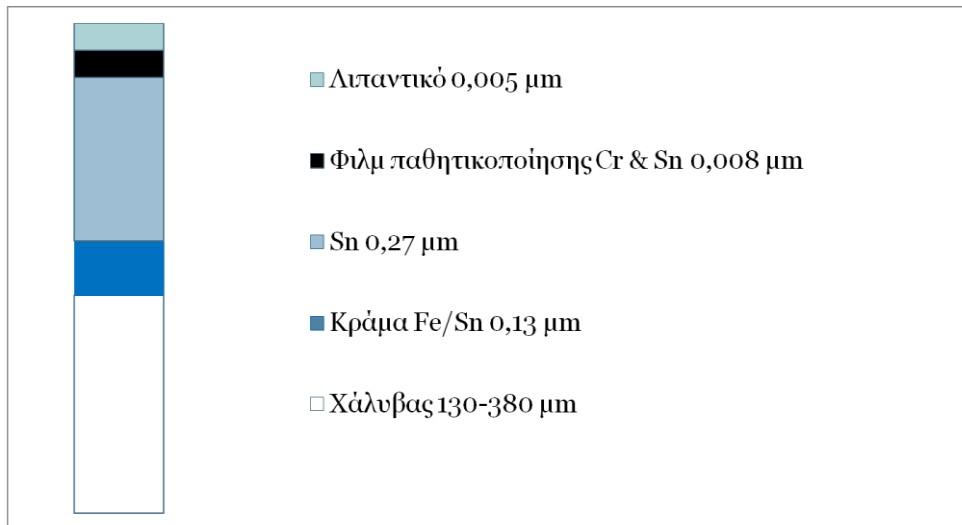 Λιπαντικό 0,005 μm
Φιλμ παθητικοποίησης Cr & Sn 0,008 μm
Sn 0,27 μm
Κράμα Fe/Sn 0,13 μm
Χάλυβας 130-380 μm